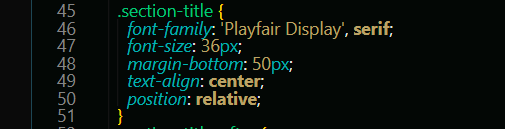 45 .section-title {
46 font-family: 'Playfair Display', serif;
47 font-size: 36px;
48 margin-bottom: 50px;
49 text-align: center;
50 position: relative;
51 }